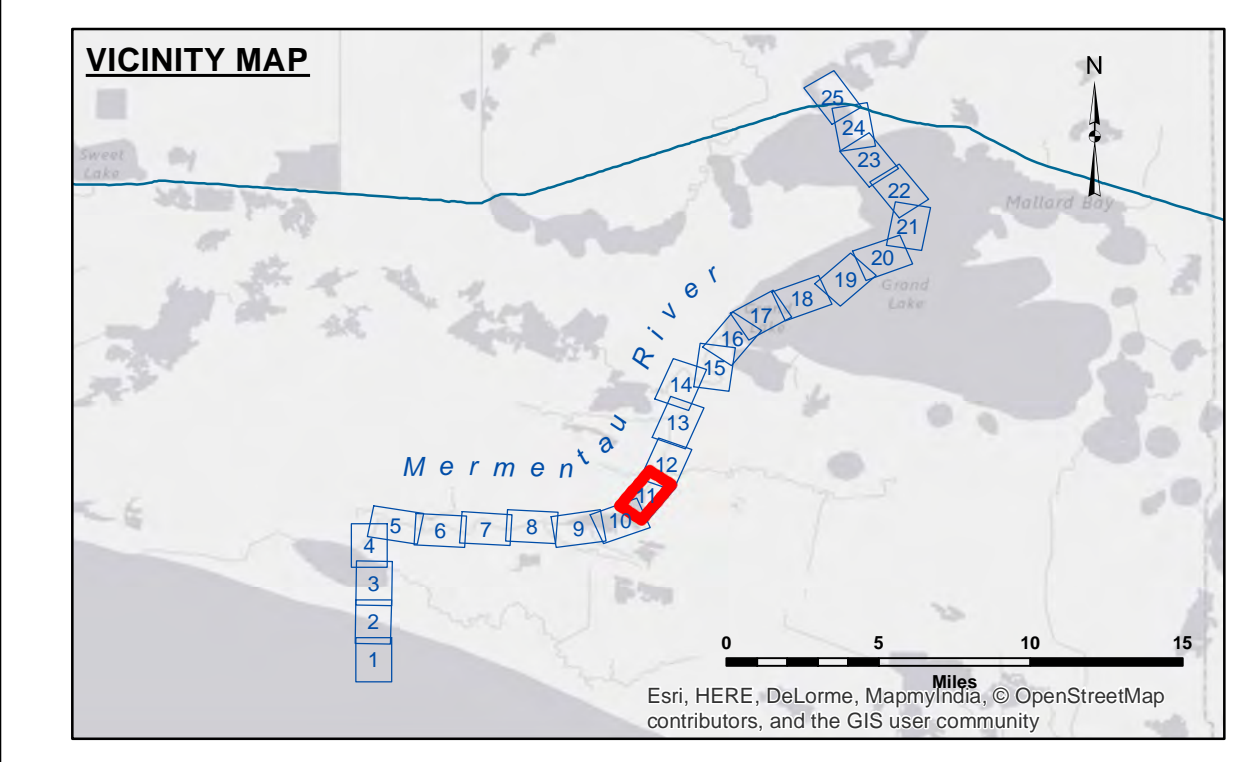 VICINITY MAP
N
25
24
Sweet
Lake
23
22
Mallard Bay
21
20
19
Grand
Lake
18
17
16
15
14
Mermentau River
13
12
11
10
9
8
7
6
5
4
3
2
1
0 5 10 15
Miles
Esri, HERE, DeLorme, MapmyIndia, © OpenStreetMap
contributors, and the GIS user community